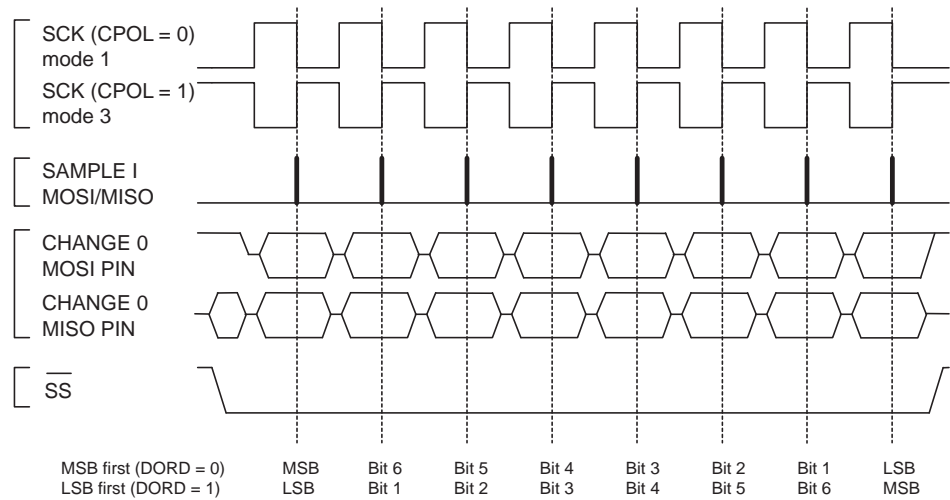 SCK (CPOL = 0)
mode 1
SCK (CPOL = 1)
mode 3
SAMPLE I
MOSI/MISO
CHANGE 0
MOSI PIN
CHANGE 0
MISO PIN
SS
MSB first (DORD = 0) MSB Bit 6 Bit 5 Bit 4 Bit 3 Bit 2 Bit 1 LSB
LSB first (DORD = 1) LSB Bit 1 Bit 2 Bit 3 Bit 4 Bit 5 Bit 6 MSB